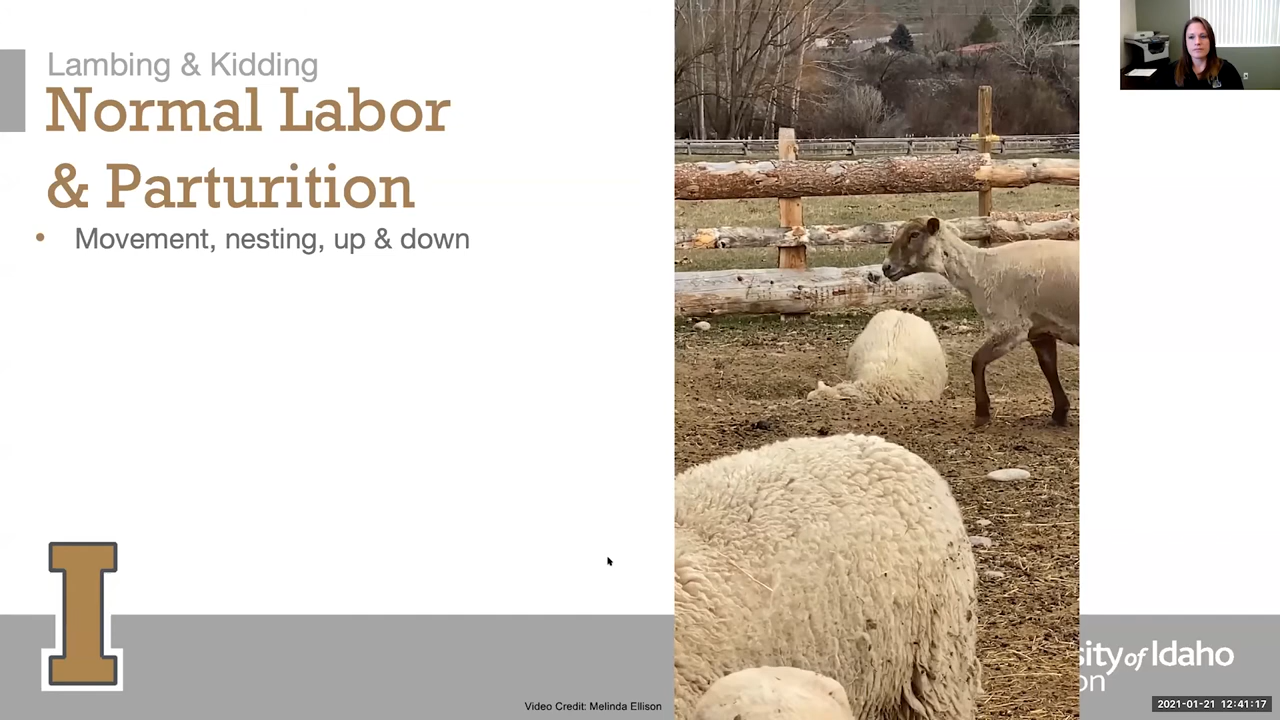 Lambing & Kidding
Normal Labor
& Parturition
• Movement, nesting, up & down
I
sity of Idaho
on
Video Credit: Melinda Ellison
2021-01-21 12:41:17